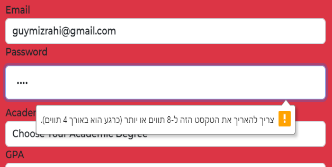 Email
guymizrahi@gmail.com
Password
••••
צריך להאריך את הטקסט הזה ל-8 תווים או יותר (כרגע הוא באורך 4 תווים).
Choose Your Academic Degree
GPA